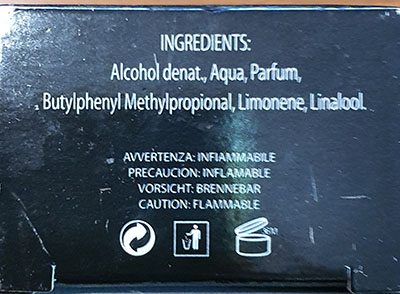 INGREDIENTS:
Alcohol denat., Aqua, Parfum,
Butylphenyl Methylpropional, Limonene, Linalool.
AVVERTENZA: INFIAMMABILE
PRECAUCION: INFLAMABLE
VORSICHT: BRENNEBAR
CAUTION: FLAMMABLE